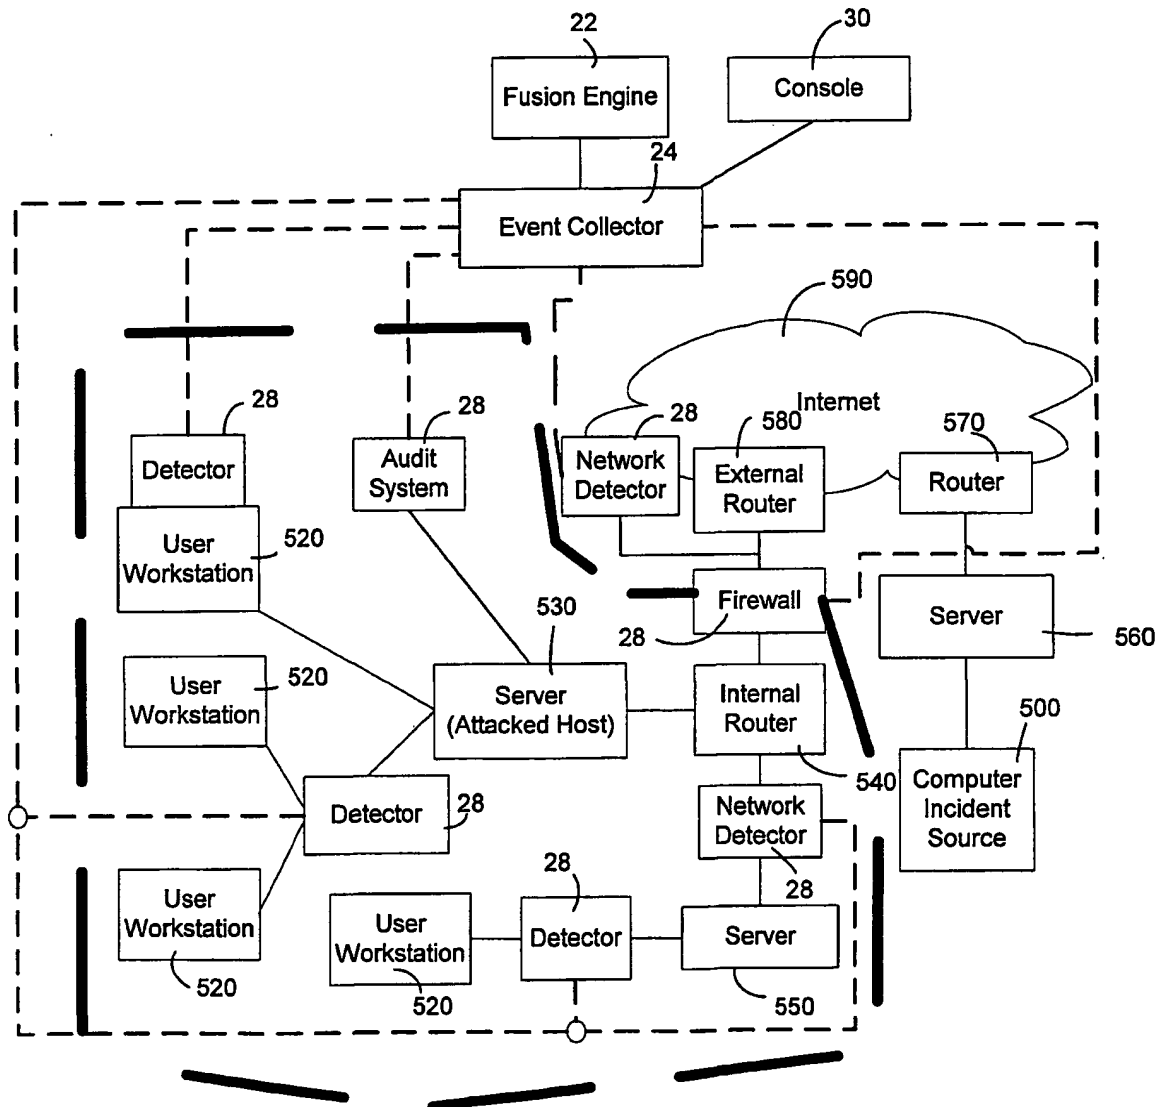 22
30
Fusion Engine
Console
24
Event Collector
590
Internet
28
28
28
580
570
Detector
Audit
System
Network
Detector
External
Router
Router
User
Workstation
520
530
Firewall
28
Server
560
User
Workstation
520
Server
(Attacked Host)
Internal
Router
540
500
Computer
Incident
Source
Detector
28
Network
Detector
28
User
Workstation
520
28
User
Workstation
520
Detector
Server
550